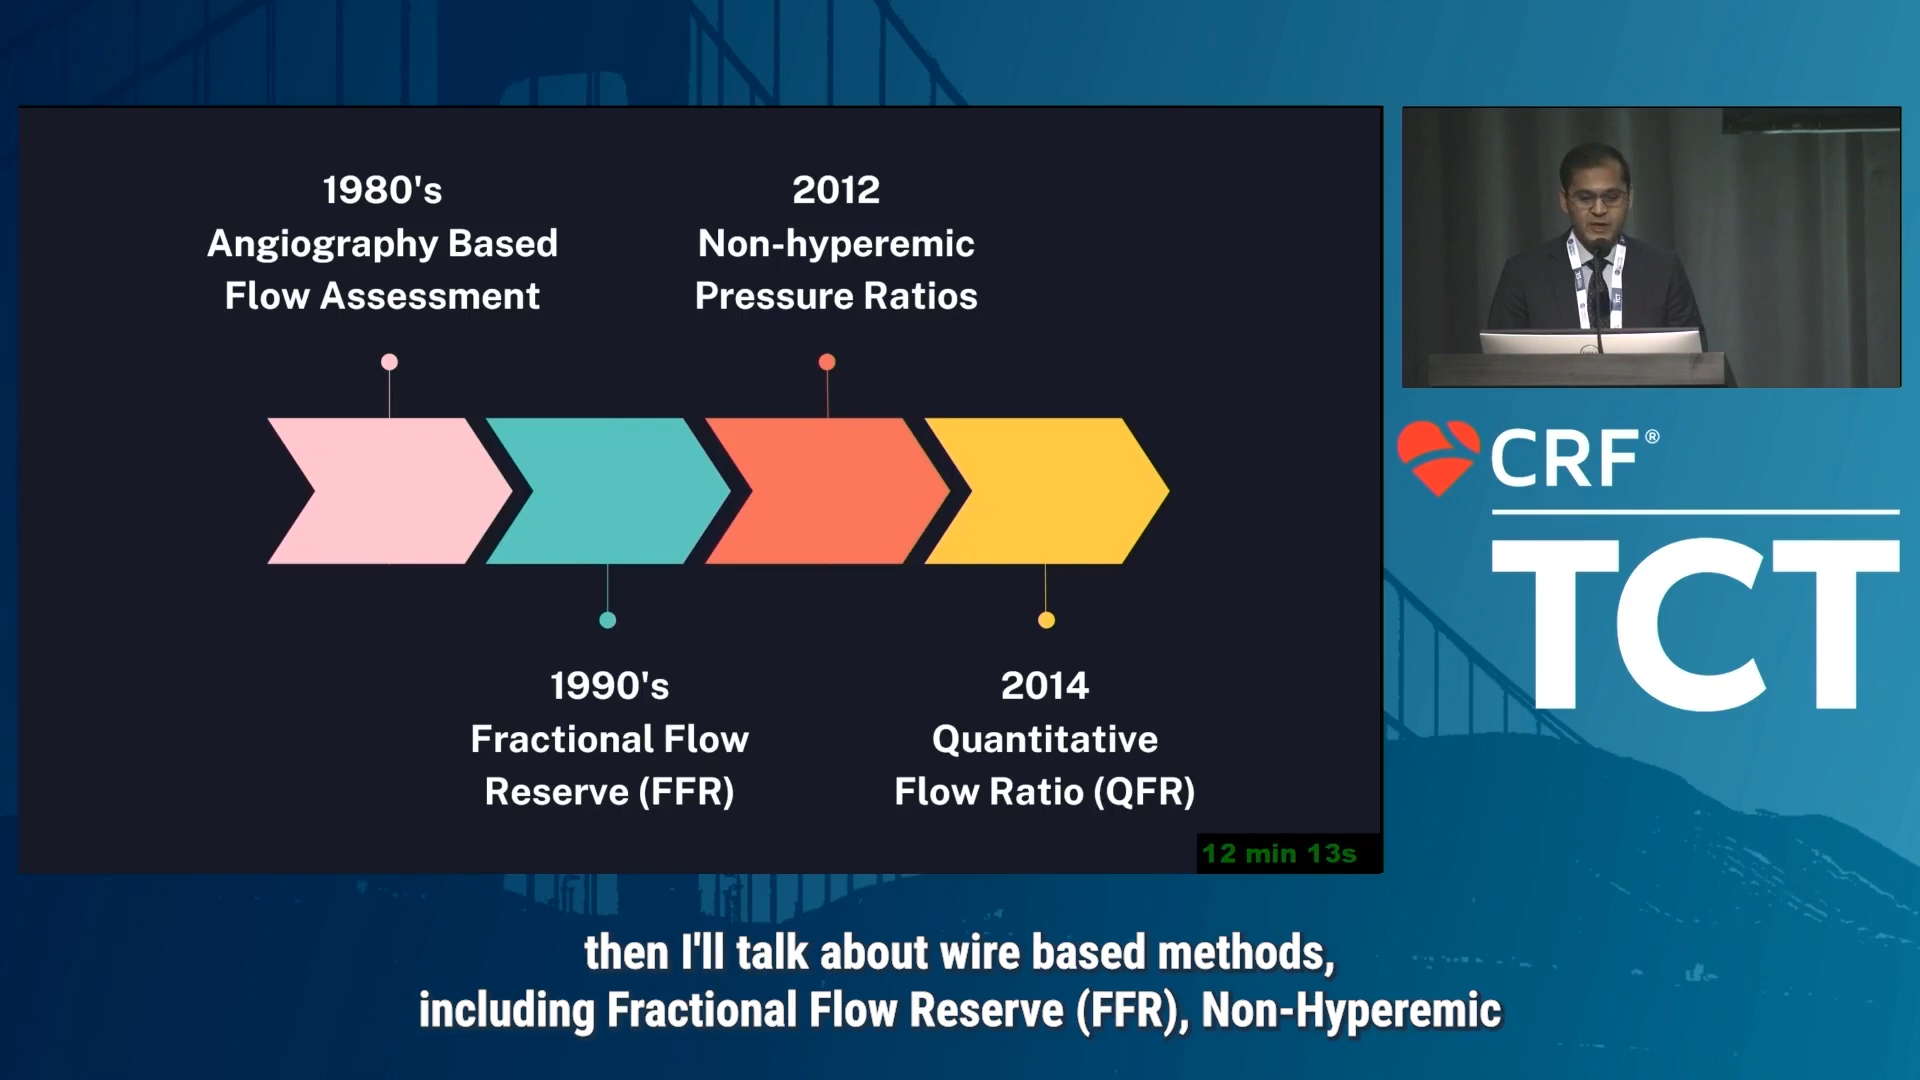 1980's
Angiography Based
Flow Assessment
2012
Non-hyperemic
Pressure Ratios
1990's
Fractional Flow
Reserve (FFR)
2014
Quantitative
Flow Ratio (QFR)
12 min 13s
CRF®
TCT
then I'll talk about wire based methods,
including Fractional Flow Reserve (FFR), Non-Hyperemic